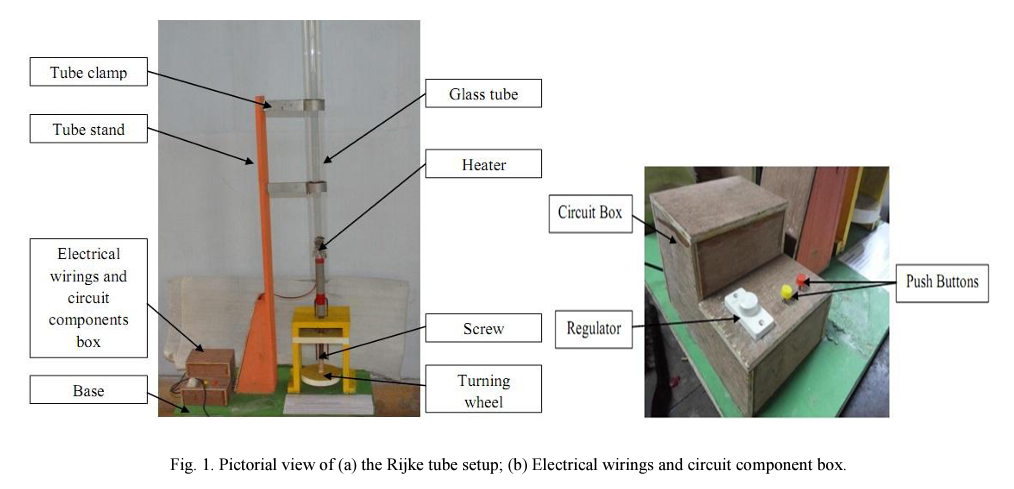 Tube clamp
Tube stand
Electrical
wirings and
circuit
components
box
Base
Glass tube
Heater
Screw
Turning
wheel
Circuit Box
Regulator
Push Buttons
Fig. 1. Pictorial view of (a) the Rijke tube setup; (b) Electrical wirings and circuit component box.